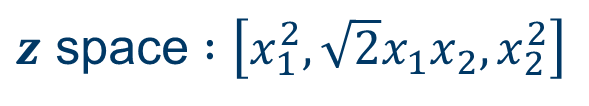 z space : [x₁², √2x₁x₂, x₂²]